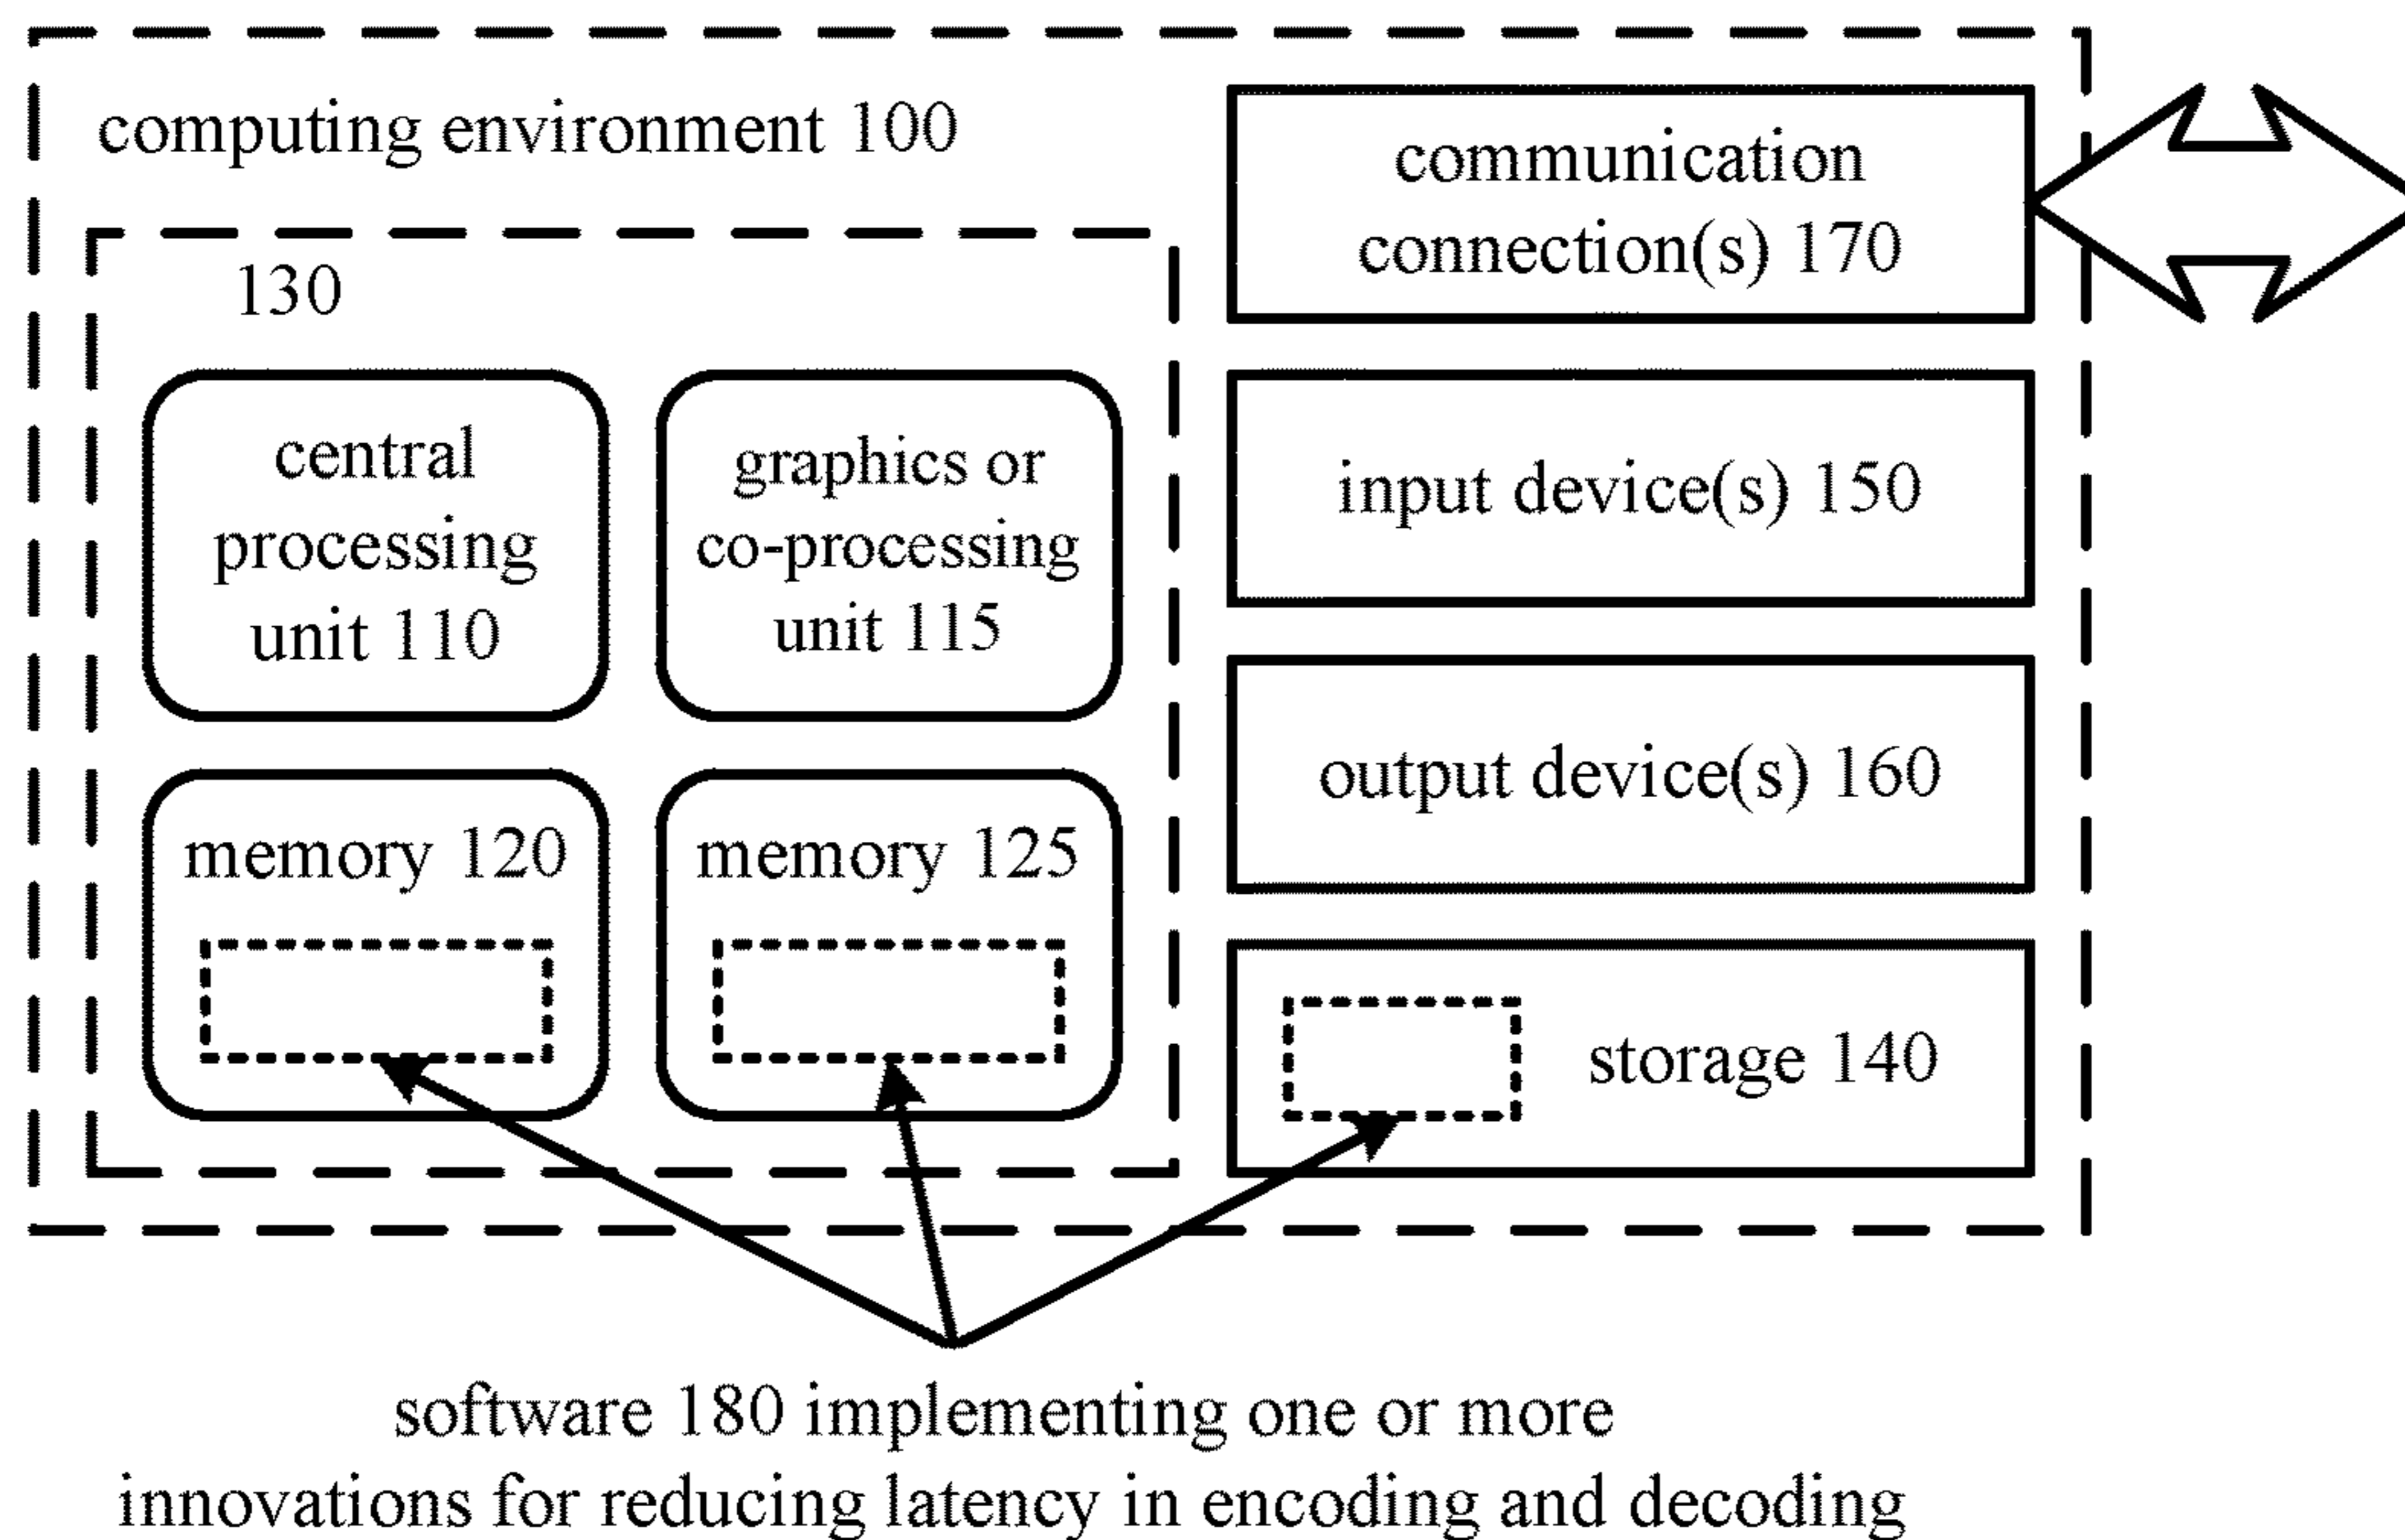 computing environment 100
130
central
processing
unit 110
graphics or
co-processing
unit 115
memory 120
memory 125
communication
connection(s) 170
input device(s) 150
output device(s) 160
storage 140
software 180 implementing one or more
innovations for reducing latency in encoding and decoding